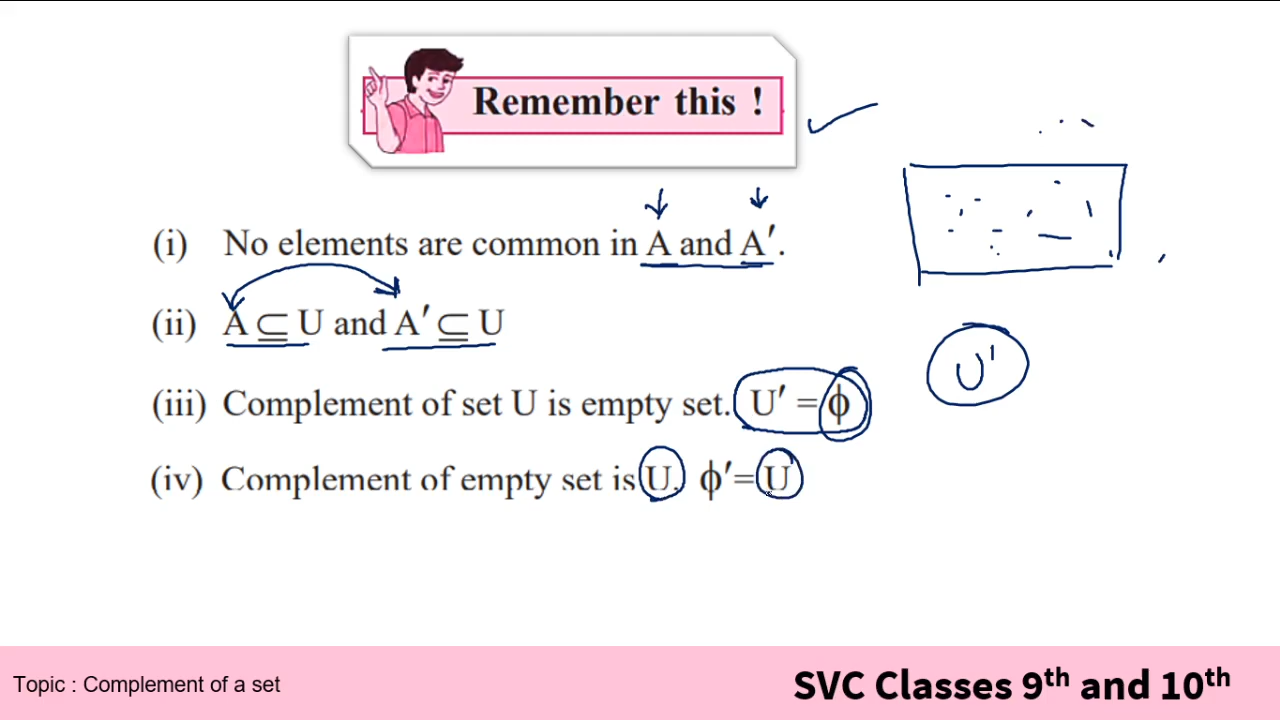 Remember this !
(i) No elements are common in A and A′.
(ii) A ⊆ U and A′ ⊆ U
(iii) Complement of set U is empty set. U′ = ϕ
U'
(iv) Complement of empty set is U. ϕ′= U
Topic : Complement of a set
SVC Classes 9th and 10th